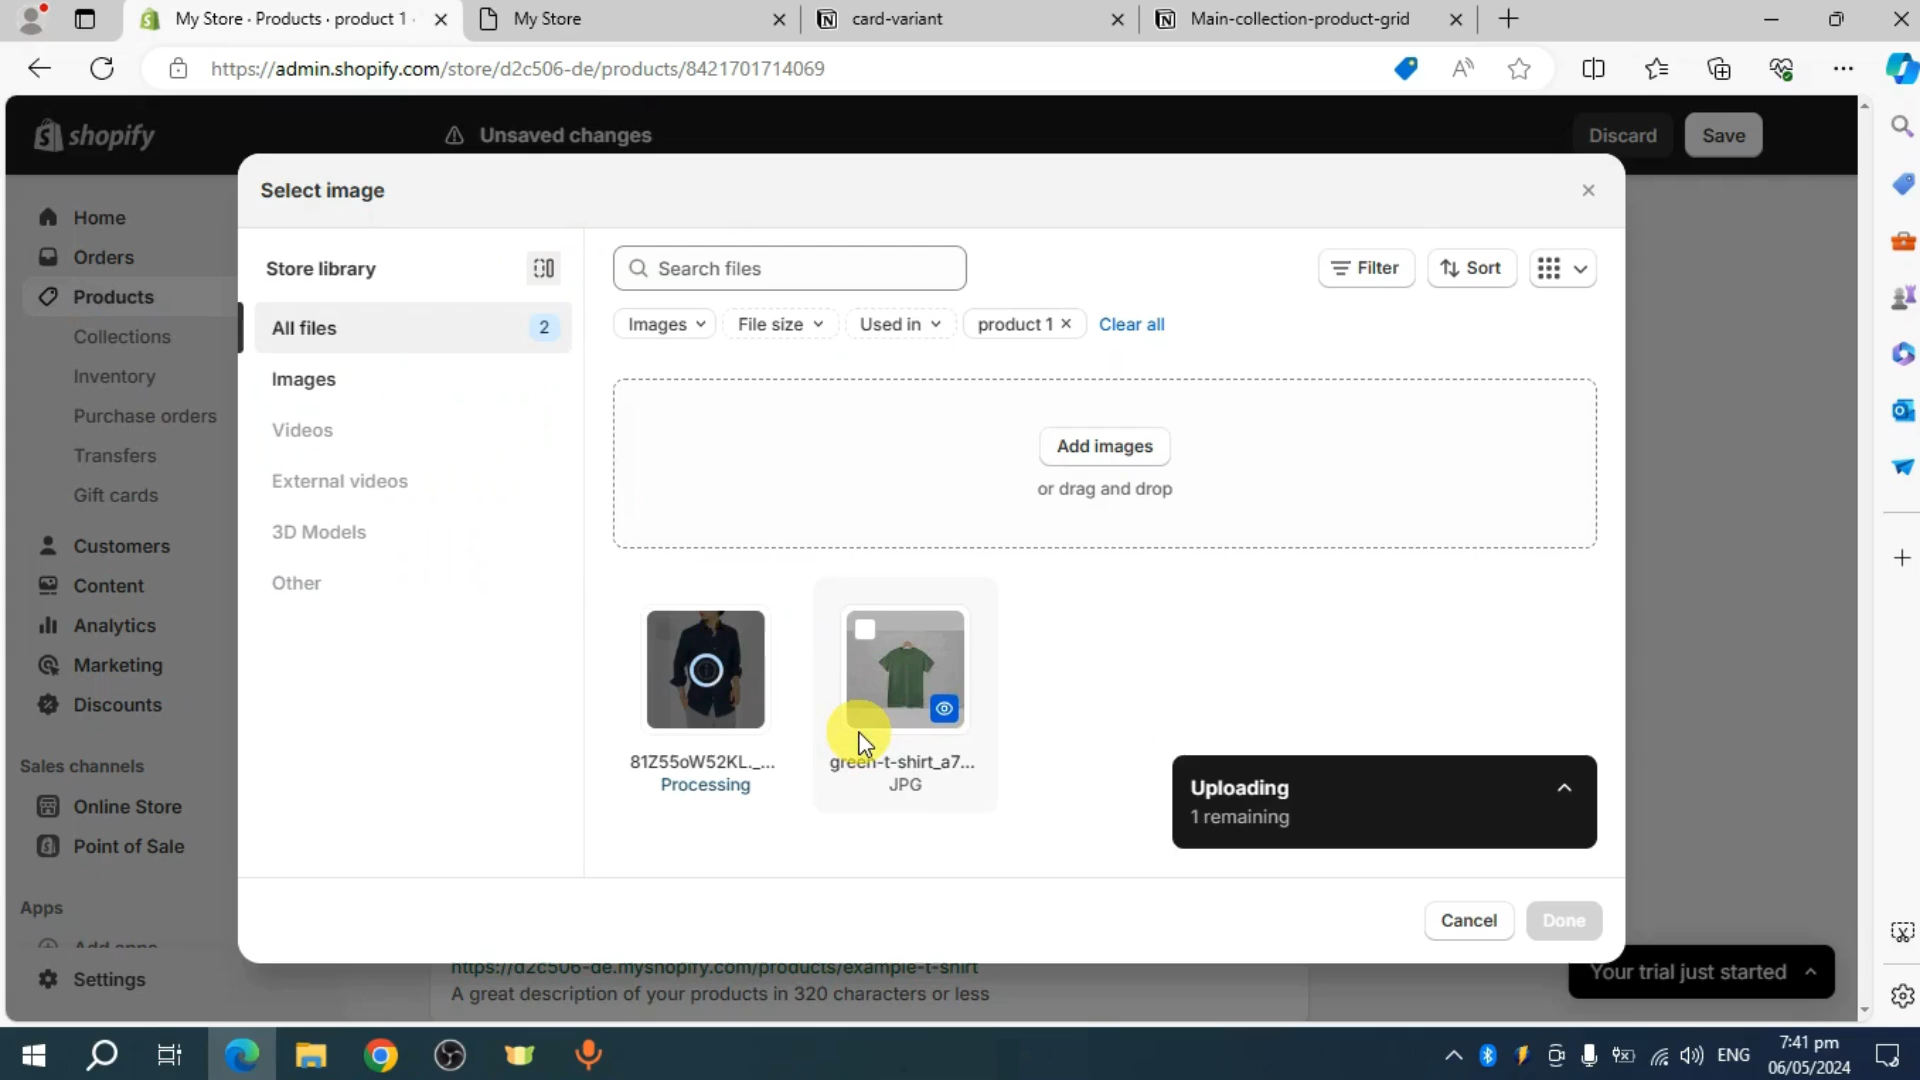 My Store · Products · product 1 ·
My Store
card-variant
Main-collection-product-grid
https://admin.shopify.com/store/d2c506-de/products/8421701714069
shopify
Unsaved changes
Discard
Save
Select image
Home
Orders
Products
Collections
Inventory
Purchase orders
Transfers
Gift cards
Customers
Content
Analytics
Marketing
Discounts
Sales channels
Online Store
Point of Sale
Apps
Add apps
Settings
Store library
All files
2
Images
Videos
External videos
3D Models
Other
Search files
Filter
Sort
Images
File size
Used in
product 1
Clear all
Add images
or drag and drop
81Z55oW52KL._...
Processing
green-t-shirt_a7...
JPG
Uploading
1 remaining
Cancel
Done
https://d2c506-de.myshopify.com/products/example-t-shirt
A great description of your products in 320 characters or less
Your trial just started
ENG
7:41 pm
06/05/2024